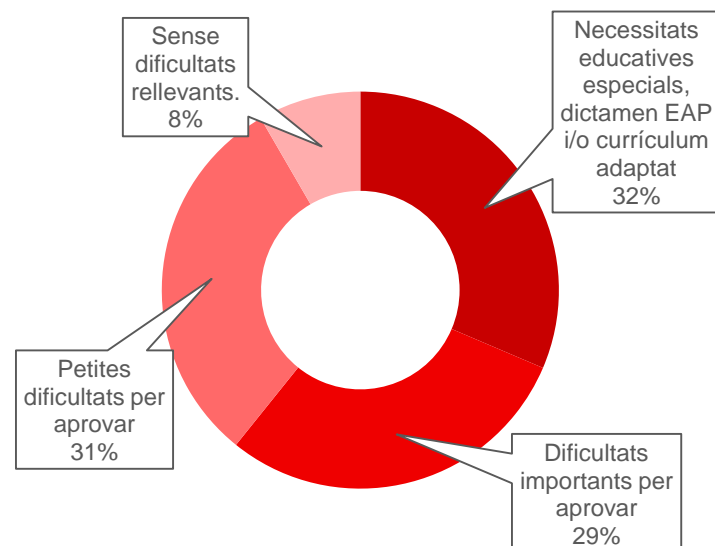 Sense
dificultats
rellevants.
8%
Necessitats
educatives
especials,
dictamen EAP
i/o currículum
adaptat
32%
Petites
dificultats per
aprovar
31%
Dificultats
importants per
aprovar
29%